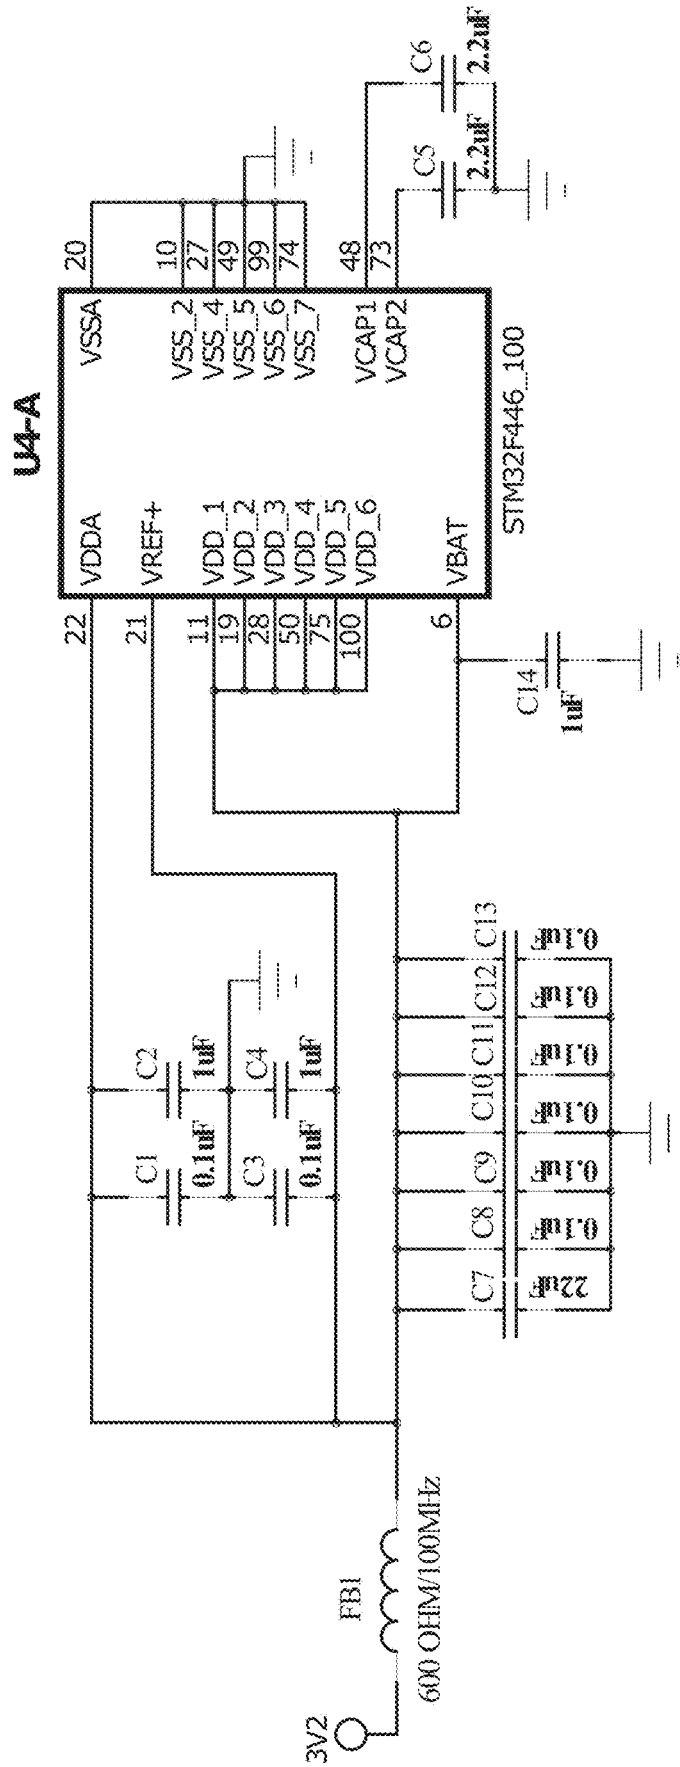 U4-A
22
VDDA
VSSA
20
21
VREF+
11
VDD_1
VSS_2
10
19
VDD_2
VSS_4
27
28
VDD_3
VSS_5
49
50
VDD_4
VSS_6
99
75
VDD_5
VSS_7
74
100
VDD_6
VCAP1
48
VCAP2
73
6
VBAT
STM32F446_100
C1
0.1uF
C2
1uF
C3
0.1uF
C4
1uF
C6
2.2uF
C5
2.2uF
3V2
FB1
600 OHM/100MHz
C7
C8
C9
C10
C11
C12
C13
22uF
0.1uF
0.1uF
0.1uF
0.1uF
0.1uF
0.1uF
C14
1uF